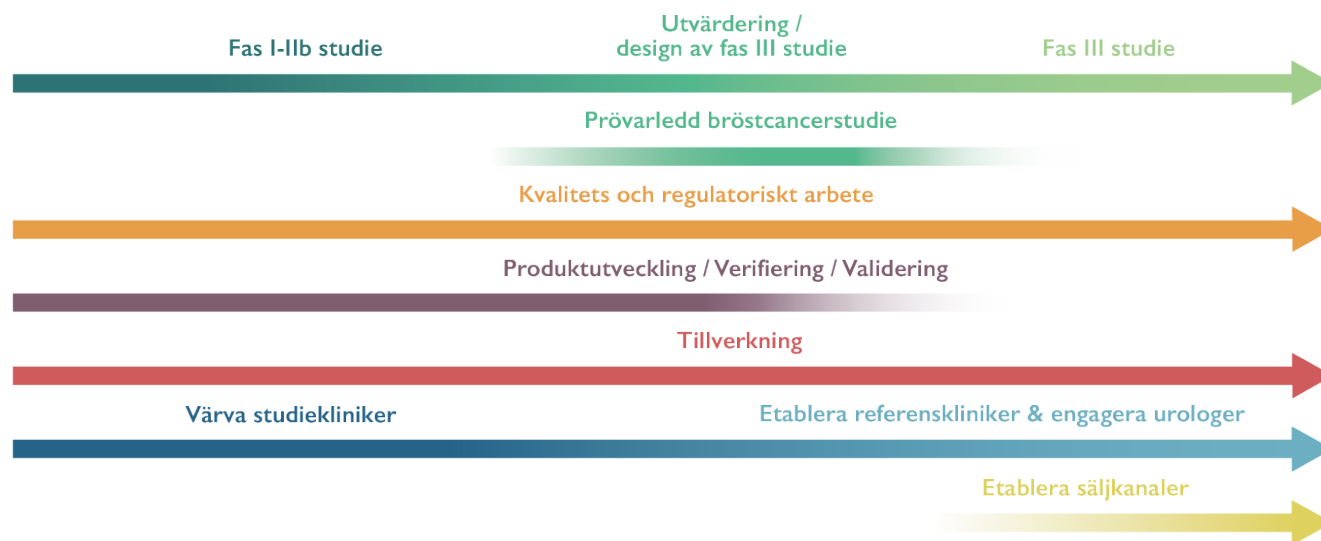 Utvärdering /
Fas I-IIb studie design av fas III studie Fas III studie
Prövarledd bröstcancerstudie
Kvalitets och regulatoriskt arbete
Produktutveckling / Verifiering / Validering
Tillverkning
Värva studiekliniker Etablera referenskliniker & engagera urologer
Etablera säljkanaler